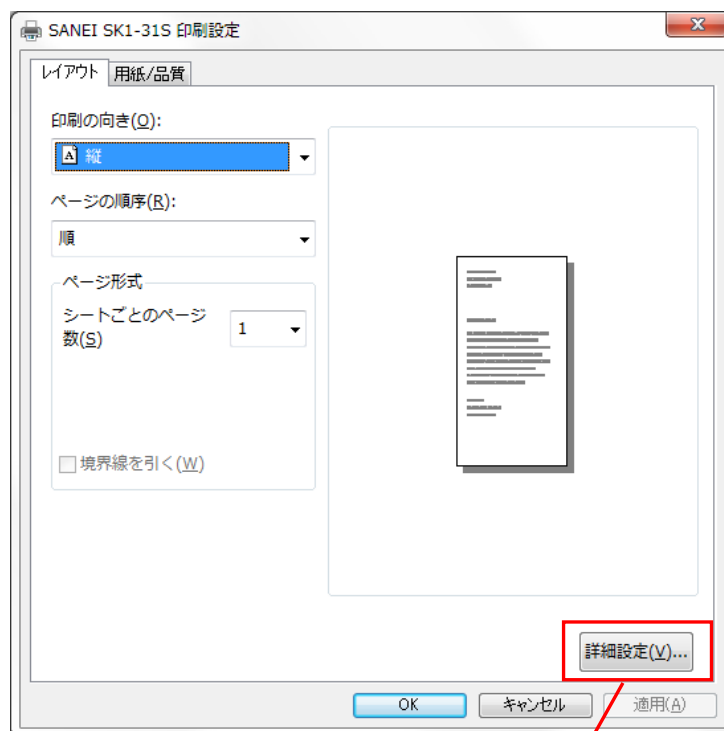 SANEI SK1-31S 印刷設定
レイアウト 用紙/品質
印刷の向き(O):
縦
ページの順序(R):
順
ページ形式
シートごとのページ
数(S)
1
境界線を引く(W)
詳細設定(V)...
OK キャンセル 適用(A)